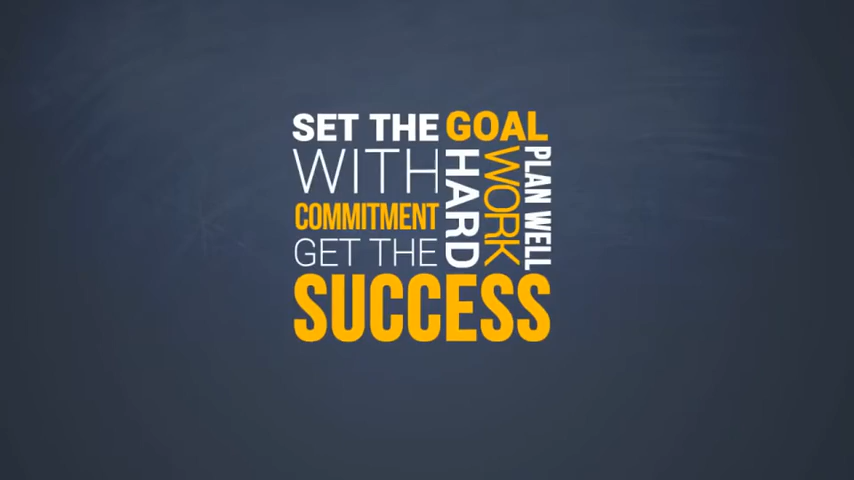 SET THE GOAL
WITH
COMMITMENT
GET THE
HARD
WORK
PLAN WELL
SUCCESS